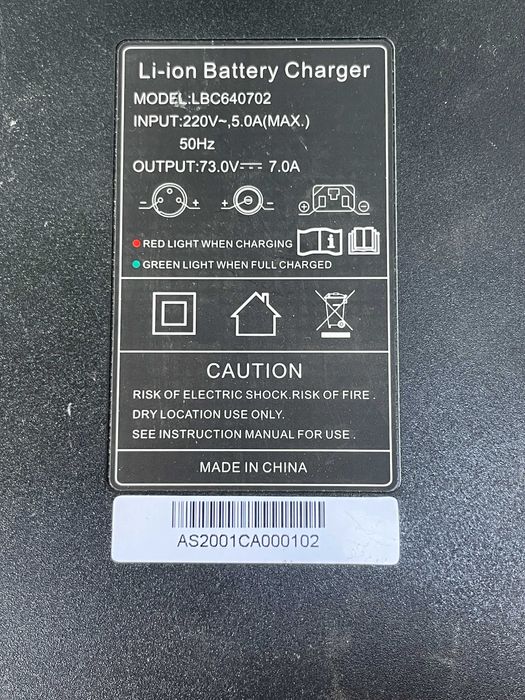 Li-ion Battery Charger
MODEL:LBC640702
INPUT:220V~,5.0A(MAX.)
50Hz
OUTPUT:73.0V⎓ 7.0A
- + + - + -
RED LIGHT WHEN CHARGING i
GREEN LIGHT WHEN FULL CHARGED
CAUTION
RISK OF ELECTRIC SHOCK.RISK OF FIRE .
DRY LOCATION USE ONLY.
SEE INSTRUCTION MANUAL FOR USE .
MADE IN CHINA
AS2001CA000102